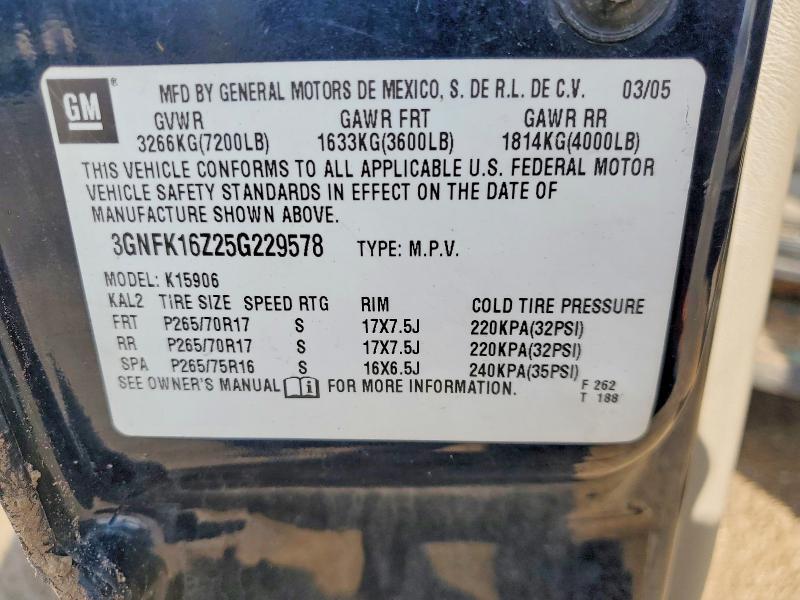 GM ®
MFD BY GENERAL MOTORS DE MEXICO, S. DE R.L. DE C.V. 03/05
GVWR GAWR FRT GAWR RR
3266KG(7200LB) 1633KG(3600LB) 1814KG(4000LB)
THIS VEHICLE CONFORMS TO ALL APPLICABLE U.S. FEDERAL MOTOR
VEHICLE SAFETY STANDARDS IN EFFECT ON THE DATE OF
MANUFACTURE SHOWN ABOVE.
3GNFK16Z25G229578 TYPE: M.P.V.
MODEL: K15906
KAL2 TIRE SIZE SPEED RTG RIM COLD TIRE PRESSURE
FRT P265/70R17 S 17X7.5J 220KPA(32PSI)
RR P265/70R17 S 17X7.5J 220KPA(32PSI)
SPA P265/75R16 S 16X6.5J 240KPA(35PSI)
SEE OWNER'S MANUAL i FOR MORE INFORMATION.
F 262
T 188